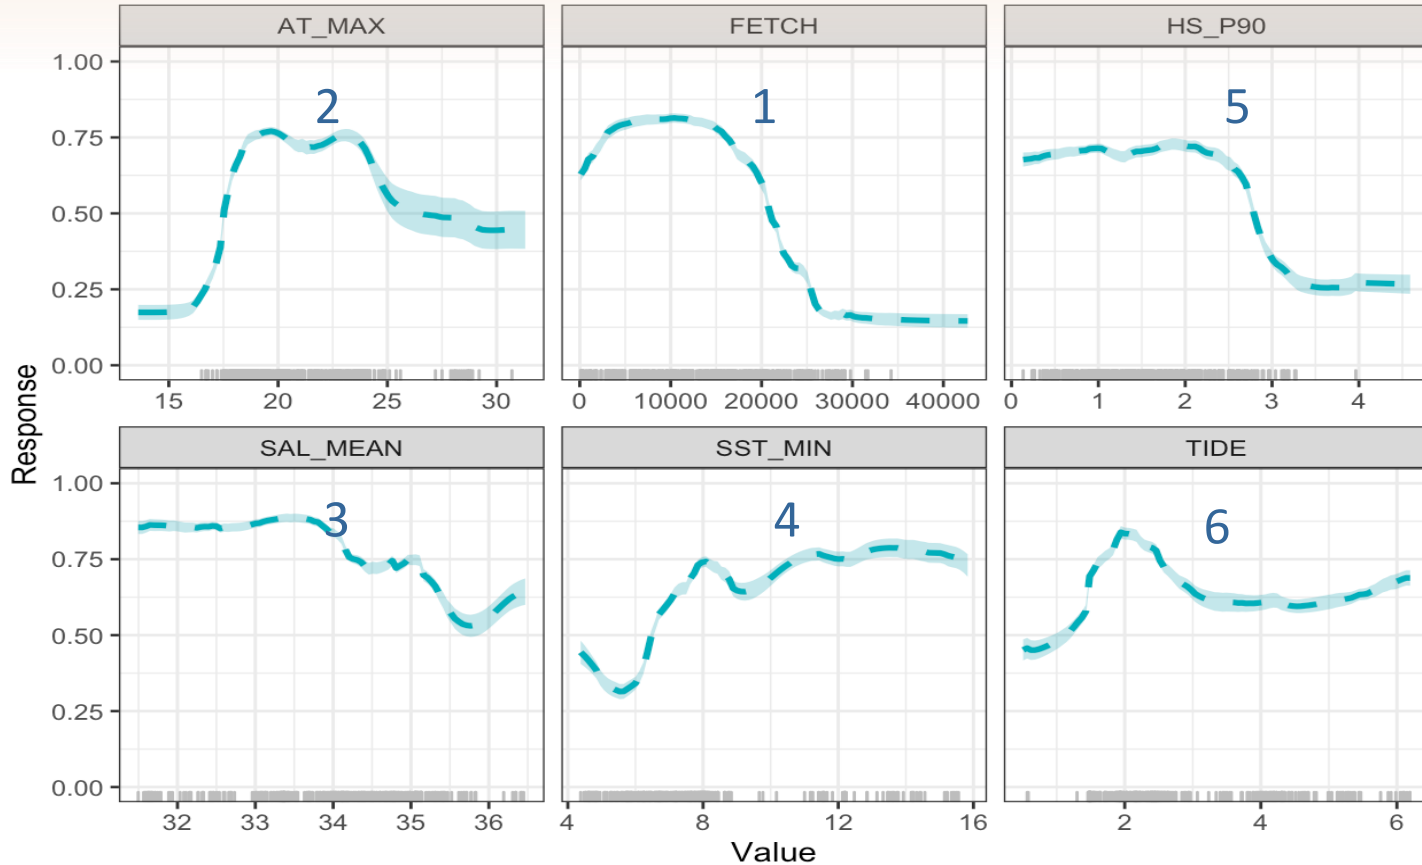 AT_MAX FETCH HS_P90
1.00
2 1 5
0.75
0.50
0.25
0.00
15 20 25 30 0 10000 20000 30000 40000 0 1 2 3 4
Response
SAL_MEAN SST_MIN TIDE
1.00
3 4 6
0.75
0.50
0.25
0.00
32 33 34 35 36 4 8 12 16 2 4 6
Value